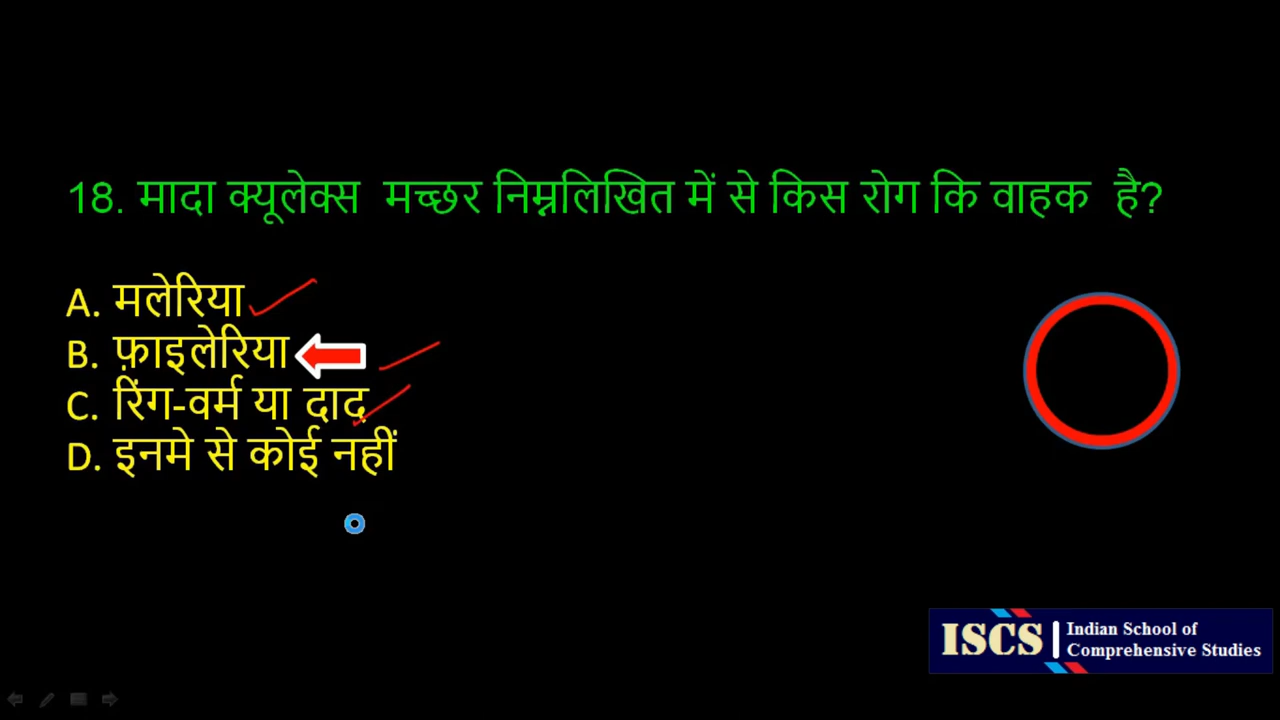 18. मादा क्यूलेक्स मच्छर निम्नलिखित में से किस रोग कि वाहक है?
A. मलेरिया
B. फ़ाइलेरिया
C. रिंग-वर्म या दाद
D. इनमे से कोई नहीं
ISCS Indian School of
Comprehensive Studies